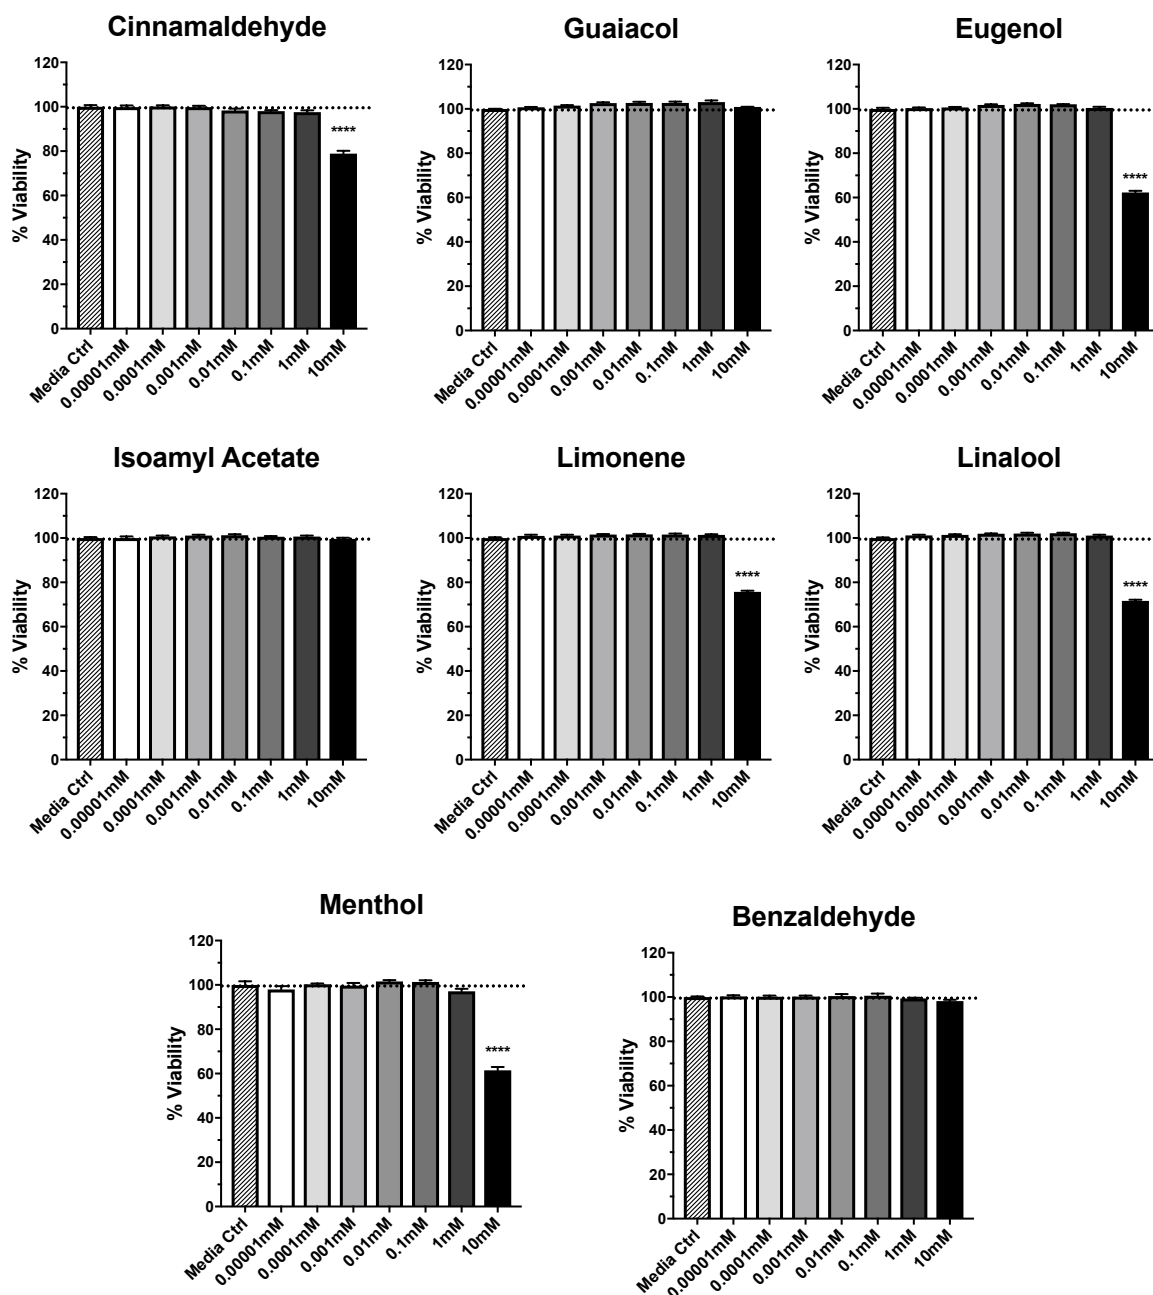 Cinnamaldehyde
Guaiacol
Eugenol
% Viability
120
100
80
60
40
20
0
****
Media Ctrl
0.00001mM
0.0001mM
0.001mM
0.01mM
0.1mM
1mM
10mM
% Viability
120
100
80
60
40
20
0
Media Ctrl
0.00001mM
0.0001mM
0.001mM
0.01mM
0.1mM
1mM
10mM
% Viability
120
100
80
60
40
20
0
****
Media Ctrl
0.00001mM
0.0001mM
0.001mM
0.01mM
0.1mM
1mM
10mM
Isoamyl Acetate
Limonene
Linalool
% Viability
120
100
80
60
40
20
0
Media Ctrl
0.00001mM
0.0001mM
0.001mM
0.01mM
0.1mM
1mM
10mM
% Viability
120
100
80
60
40
20
0
****
Media Ctrl
0.00001mM
0.0001mM
0.001mM
0.01mM
0.1mM
1mM
10mM
% Viability
120
100
80
60
40
20
0
****
Media Ctrl
0.00001mM
0.0001mM
0.001mM
0.01mM
0.1mM
1mM
10mM
Menthol
Benzaldehyde
% Viability
120
100
80
60
40
20
0
****
Media Ctrl
0.00001mM
0.0001mM
0.001mM
0.01mM
0.1mM
1mM
10mM
% Viability
120
100
80
60
40
20
0
Media Ctrl
0.00001mM
0.0001mM
0.001mM
0.01mM
0.1mM
1mM
10mM